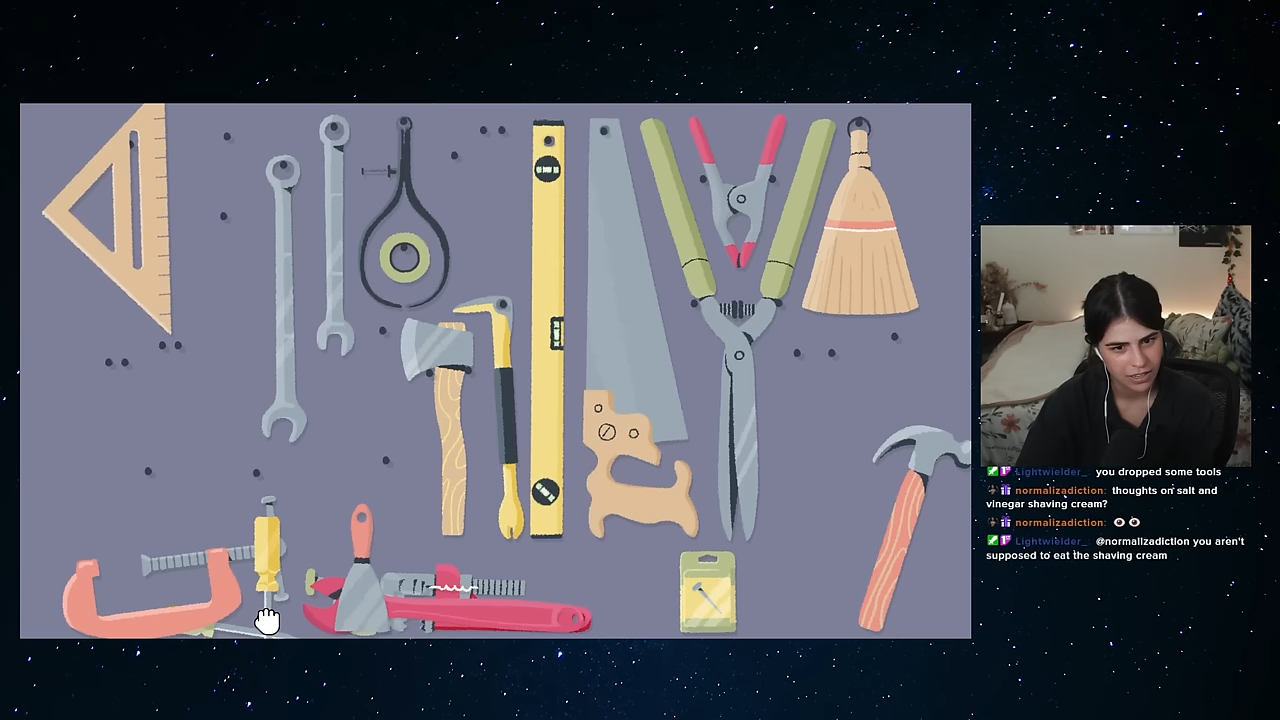 Lightwielder_ you dropped some tools
normalizadiction: thoughts on salt and
vinegar shaving cream?
normalizadiction:
Lightwielder_: @normalizadiction you aren't
supposed to eat the shaving cream